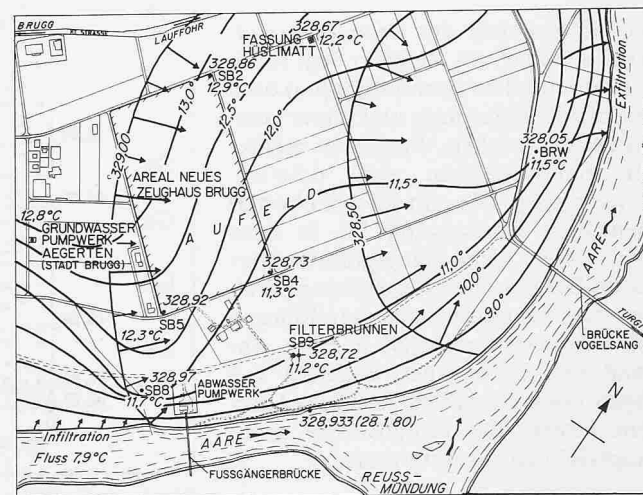 BRUGG
LAUFFOHR
328,67
FASSUNG
HÜSLIMATT
12,2°C
328,86
SB2
12,9°C
13,0°
12,5°
12,0°
329,00
328,50
328,05
BRW
11,5°C
Exfiltration
AREAL NEUES
ZEUGHAUS BRUGG
11,5°
12,8°C
GRUNDWASSER
PUMPWERK
AEGERTEN
(STADT BRUGG)
AUFELD
328,73
SB4
11,3°C
328,92
SB5
12,3°C
11,0°
10,0°
9,0°
AARE
TURGI
BRÜCKE
VOGELSANG
FILTERBRUNNEN
SB9
328,72
11,2°C
328,97
SB8
11,7°C
ABWASSER
PUMPWERK
328,933 (28.1.80)
N
Infiltration
Fluss 7,9°C
AARE
FUSSGÄNGERBRÜCKE
REUSS-
MÜNDUNG